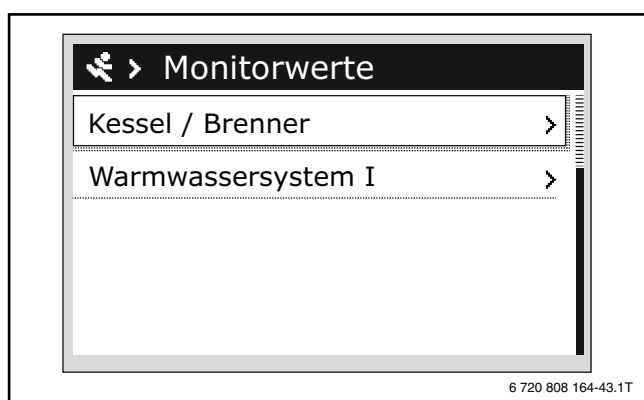 Monitorwerte
Kessel / Brenner
Warmwassersystem I
6 720 808 164-43.1T